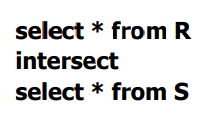 select * from R
intersect
select * from S